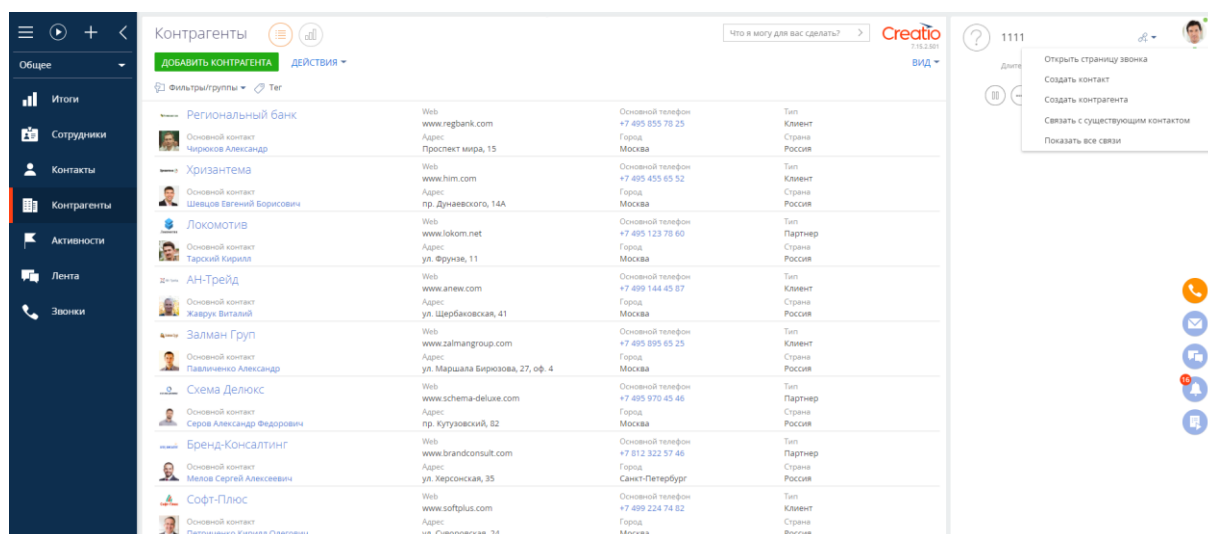 Общее
Итоги
Сотрудники
Контакты
Контрагенты
Активности
Лента
Звонки
Контрагенты
Что я могу для вас сделать?
Creatio
7.15.2.501
ДОБАВИТЬ КОНТРАГЕНТА ДЕЙСТВИЯ
ВИД
Фильтры/группы Тег
Региональный банк Web Основной телефон Тип
www.regbank.com +7 495 855 78 25 Клиент
Основной контакт Адрес Город Страна
Чирюков Александр Проспект мира, 15 Москва Россия
Хризантема Web Основной телефон Тип
www.him.com +7 495 455 65 52 Клиент
Основной контакт Адрес Город Страна
Шевцов Евгений Борисович пр. Дунаевского, 14А Москва Россия
Локомотив Web Основной телефон Тип
www.lokom.net +7 495 123 78 60 Партнер
Основной контакт Адрес Город Страна
Тарский Кирилл ул. Фрунзе, 11 Москва Россия
АН-Трейд Web Основной телефон Тип
www.anew.com +7 499 144 45 87 Клиент
Основной контакт Адрес Город Страна
Жаврук Виталий ул. Щербаковская, 41 Москва Россия
Залман Груп Web Основной телефон Тип
www.zalmangroup.com +7 495 895 65 25 Клиент
Основной контакт Адрес Город Страна
Павличенко Александр ул. Маршала Бирюзова, 27, оф. 4 Москва Россия
Схема Делюкс Web Основной телефон Тип
www.schema-deluxe.com +7 495 970 45 46 Партнер
Основной контакт Адрес Город Страна
Серов Александр Федорович пр. Кутузовский, 82 Москва Россия
Бренд-Консалтинг Web Основной телефон Тип
www.brandconsult.com +7 812 322 57 46 Партнер
Основной контакт Адрес Город Страна
Мелов Сергей Алексеевич ул. Херсонская, 35 Санкт-Петербург Россия
Софт-Плюс Web Основной телефон Тип
www.softplus.com +7 499 224 74 82 Клиент
Основной контакт Адрес Город Страна
Петриченко Кирилл Олегович ул. Суворовская, 24 Москва Россия
1111
Длите
Открыть страницу звонка
Создать контакт
Создать контрагента
Связать с существующим контактом
Показать все связи
16